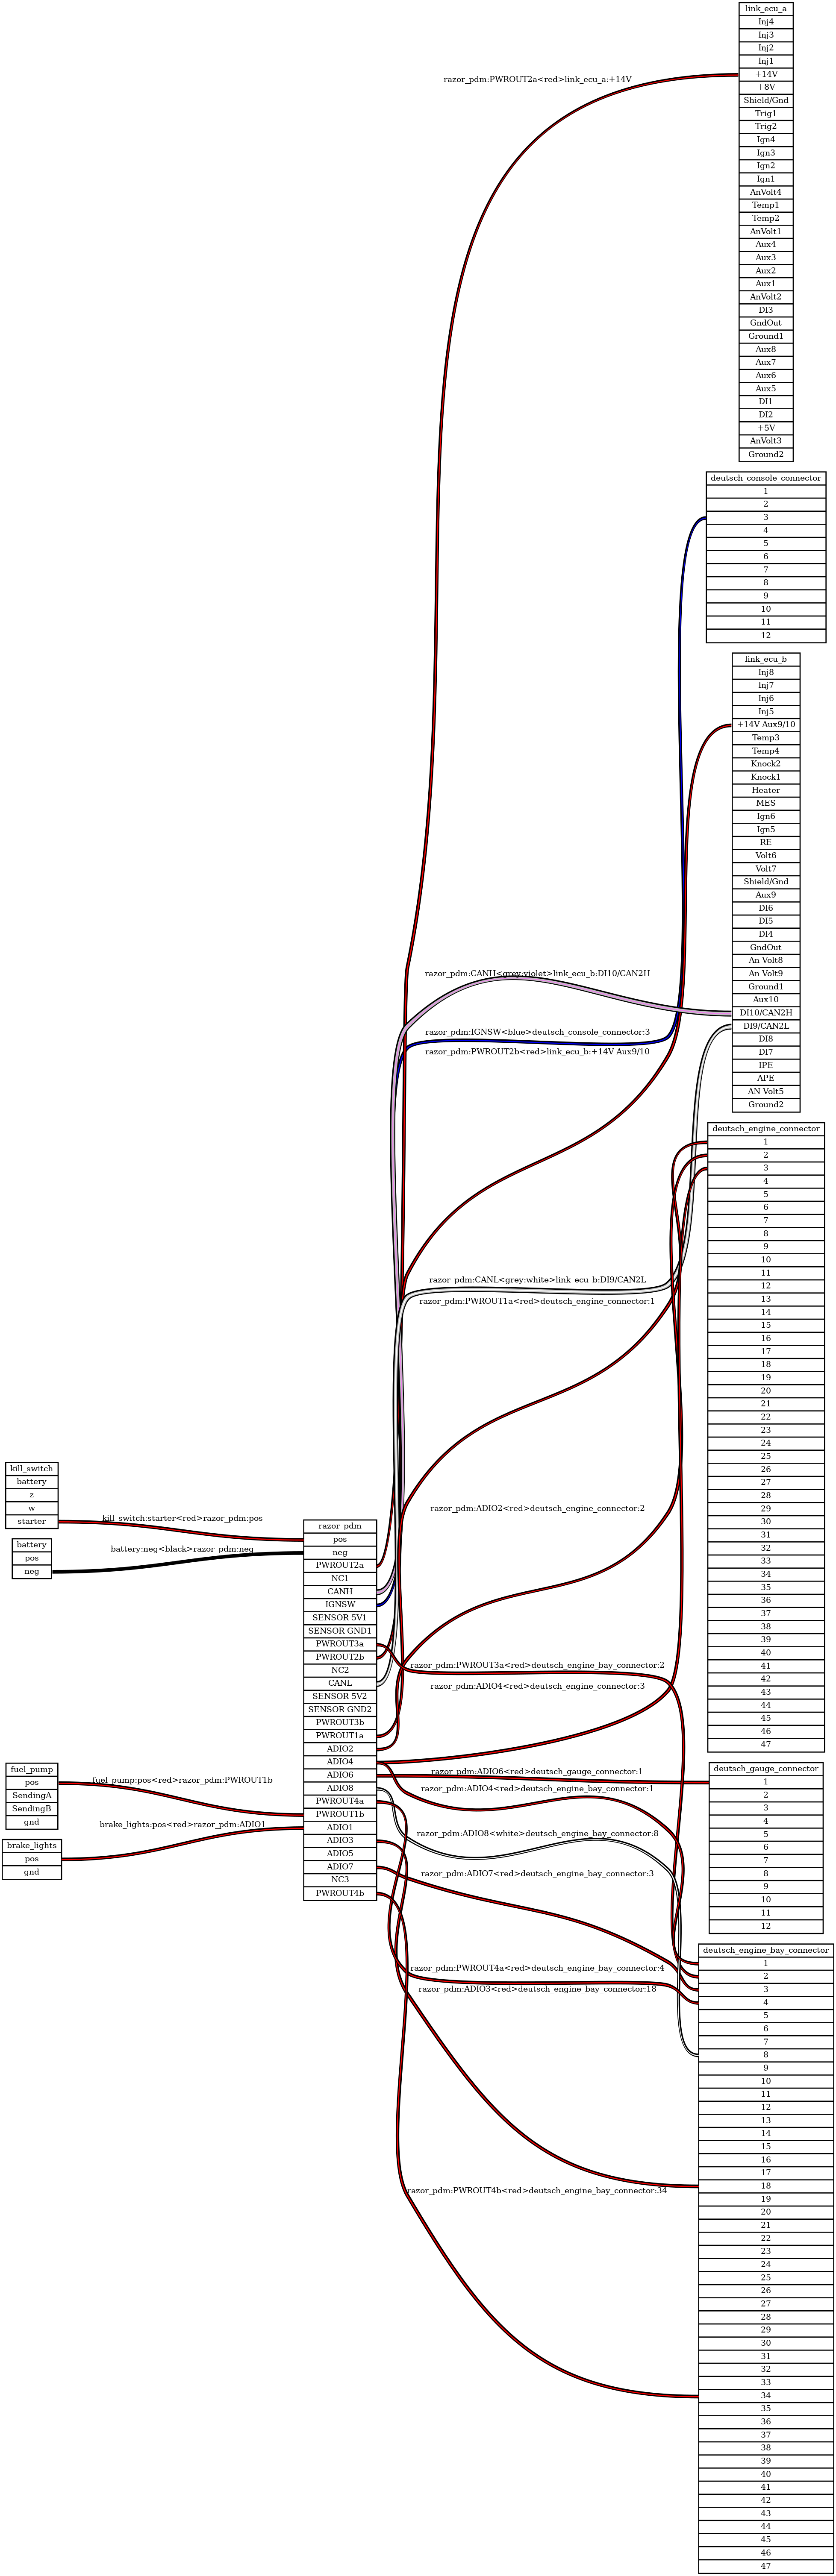 link_ecu_a
Inj4
Inj3
Inj2
Inj1
+14V
+8V
Shield/Gnd
Trig1
Trig2
Ign4
Ign3
Ign2
Ign1
AnVolt4
Temp1
Temp2
AnVolt1
Aux4
Aux3
Aux2
Aux1
AnVolt2
DI3
GndOut
Ground1
Aux8
Aux7
Aux6
Aux5
DI1
DI2
+5V
AnVolt3
Ground2
razor_pdm:PWROUT2a<red>link_ecu_a:+14V
deutsch_console_connector
1
2
3
4
5
6
7
8
9
10
11
12
link_ecu_b
Inj8
Inj7
Inj6
Inj5
+14V Aux9/10
Temp3
Temp4
Knock2
Knock1
Heater
MES
Ign6
Ign5
RE
Volt6
Volt7
Shield/Gnd
Aux9
DI6
DI5
DI4
GndOut
An Volt8
An Volt9
Ground1
Aux10
DI10/CAN2H
DI9/CAN2L
DI8
DI7
IPE
APE
AN Volt5
Ground2
razor_pdm:CANH<grey:violet>link_ecu_b:DI10/CAN2H
razor_pdm:IGNSW<blue>deutsch_console_connector:3
razor_pdm:PWROUT2b<red>link_ecu_b:+14V Aux9/10
deutsch_engine_connector
1
2
3
4
5
6
7
8
9
10
11
12
13
14
15
16
17
18
19
20
21
22
23
24
25
26
27
28
29
30
31
32
33
34
35
36
37
38
39
40
41
42
43
44
45
46
47
razor_pdm:CANL<grey:white>link_ecu_b:DI9/CAN2L
razor_pdm:PWROUT1a<red>deutsch_engine_connector:1
razor_pdm:ADIO2<red>deutsch_engine_connector:2
kill_switch
battery
z
w
starter
kill_switch:starter<red>razor_pdm:pos
battery
pos
neg
battery:neg<black>razor_pdm:neg
razor_pdm
pos
neg
PWROUT2a
NC1
CANH
IGNSW
SENSOR 5V1
SENSOR GND1
PWROUT3a
PWROUT2b
NC2
CANL
SENSOR 5V2
SENSOR GND2
PWROUT3b
PWROUT1a
ADIO2
ADIO4
ADIO6
ADIO8
PWROUT4a
PWROUT1b
ADIO1
ADIO3
ADIO5
ADIO7
NC3
PWROUT4b
razor_pdm:PWROUT3a<red>deutsch_engine_bay_connector:2
razor_pdm:ADIO4<red>deutsch_engine_connector:3
fuel_pump
pos
SendingA
SendingB
gnd
fuel_pump:pos<red>razor_pdm:PWROUT1b
brake_lights
pos
gnd
brake_lights:pos<red>razor_pdm:ADIO1
razor_pdm:ADIO6<red>deutsch_gauge_connector:1
razor_pdm:ADIO4<red>deutsch_engine_bay_connector:1
razor_pdm:ADIO8<white>deutsch_engine_bay_connector:8
razor_pdm:ADIO7<red>deutsch_engine_bay_connector:3
deutsch_gauge_connector
1
2
3
4
5
6
7
8
9
10
11
12
razor_pdm:PWROUT4a<red>deutsch_engine_bay_connector:4
razor_pdm:ADIO3<red>deutsch_engine_bay_connector:18
razor_pdm:PWROUT4b<red>deutsch_engine_bay_connector:34
deutsch_engine_bay_connector
1
2
3
4
5
6
7
8
9
10
11
12
13
14
15
16
17
18
19
20
21
22
23
24
25
26
27
28
29
30
31
32
33
34
35
36
37
38
39
40
41
42
43
44
45
46
47